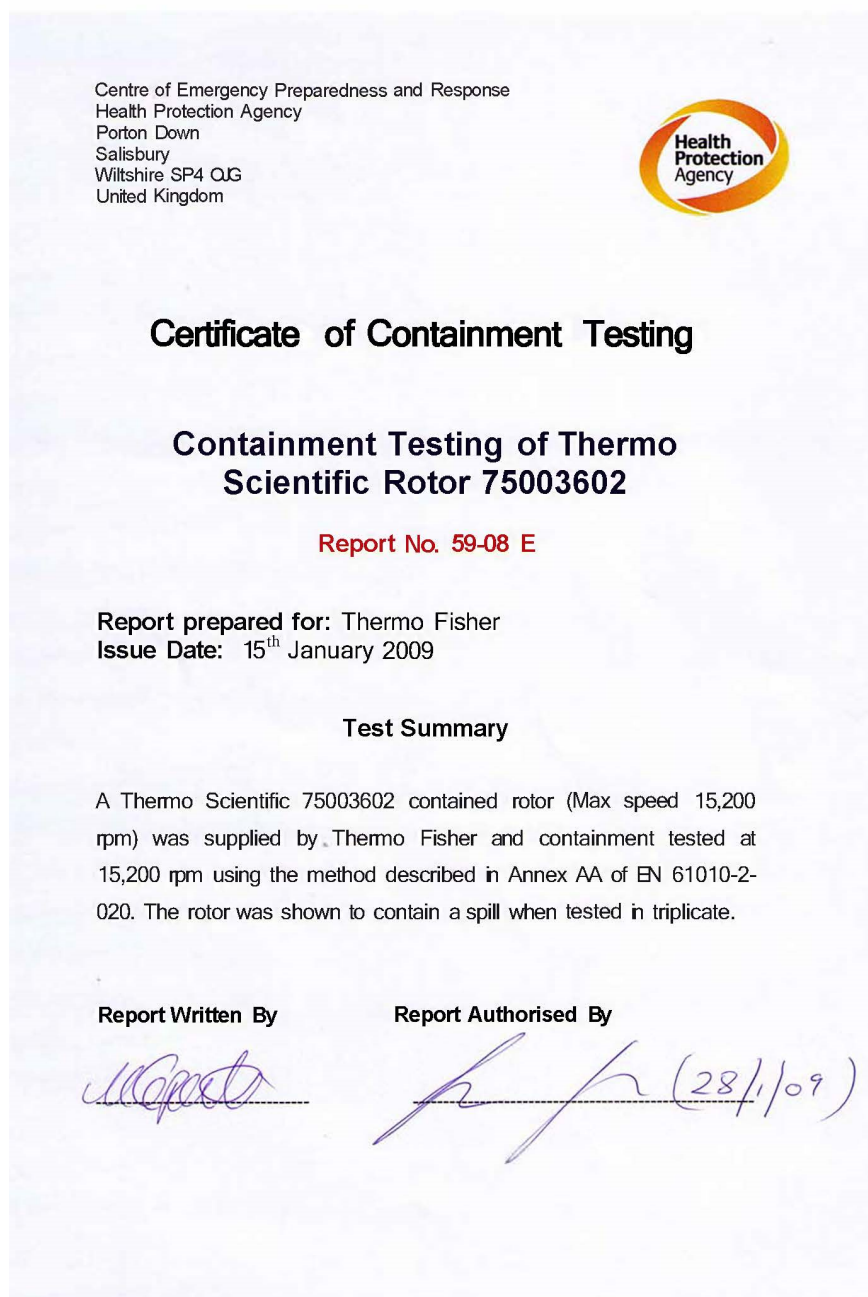 Centre of Emergency Preparedness and Response
Health Protection Agency
Porton Down
Salisbury
Wiltshire SP4 OJG
United Kingdom
Health
Protection
Agency
Certificate of Containment Testing
Containment Testing of Thermo
Scientific Rotor 75003602
Report No. 59-08 E
Report prepared for: Thermo Fisher
Issue Date: 15th January 2009
Test Summary
A Thermo Scientific 75003602 contained rotor (Max speed 15,200
rpm) was supplied by Thermo Fisher and containment tested at
15,200 rpm using the method described in Annex AA of EN 61010-2-
020. The rotor was shown to contain a spill when tested in triplicate.
Report Written By Report Authorised By
(28/1/09)